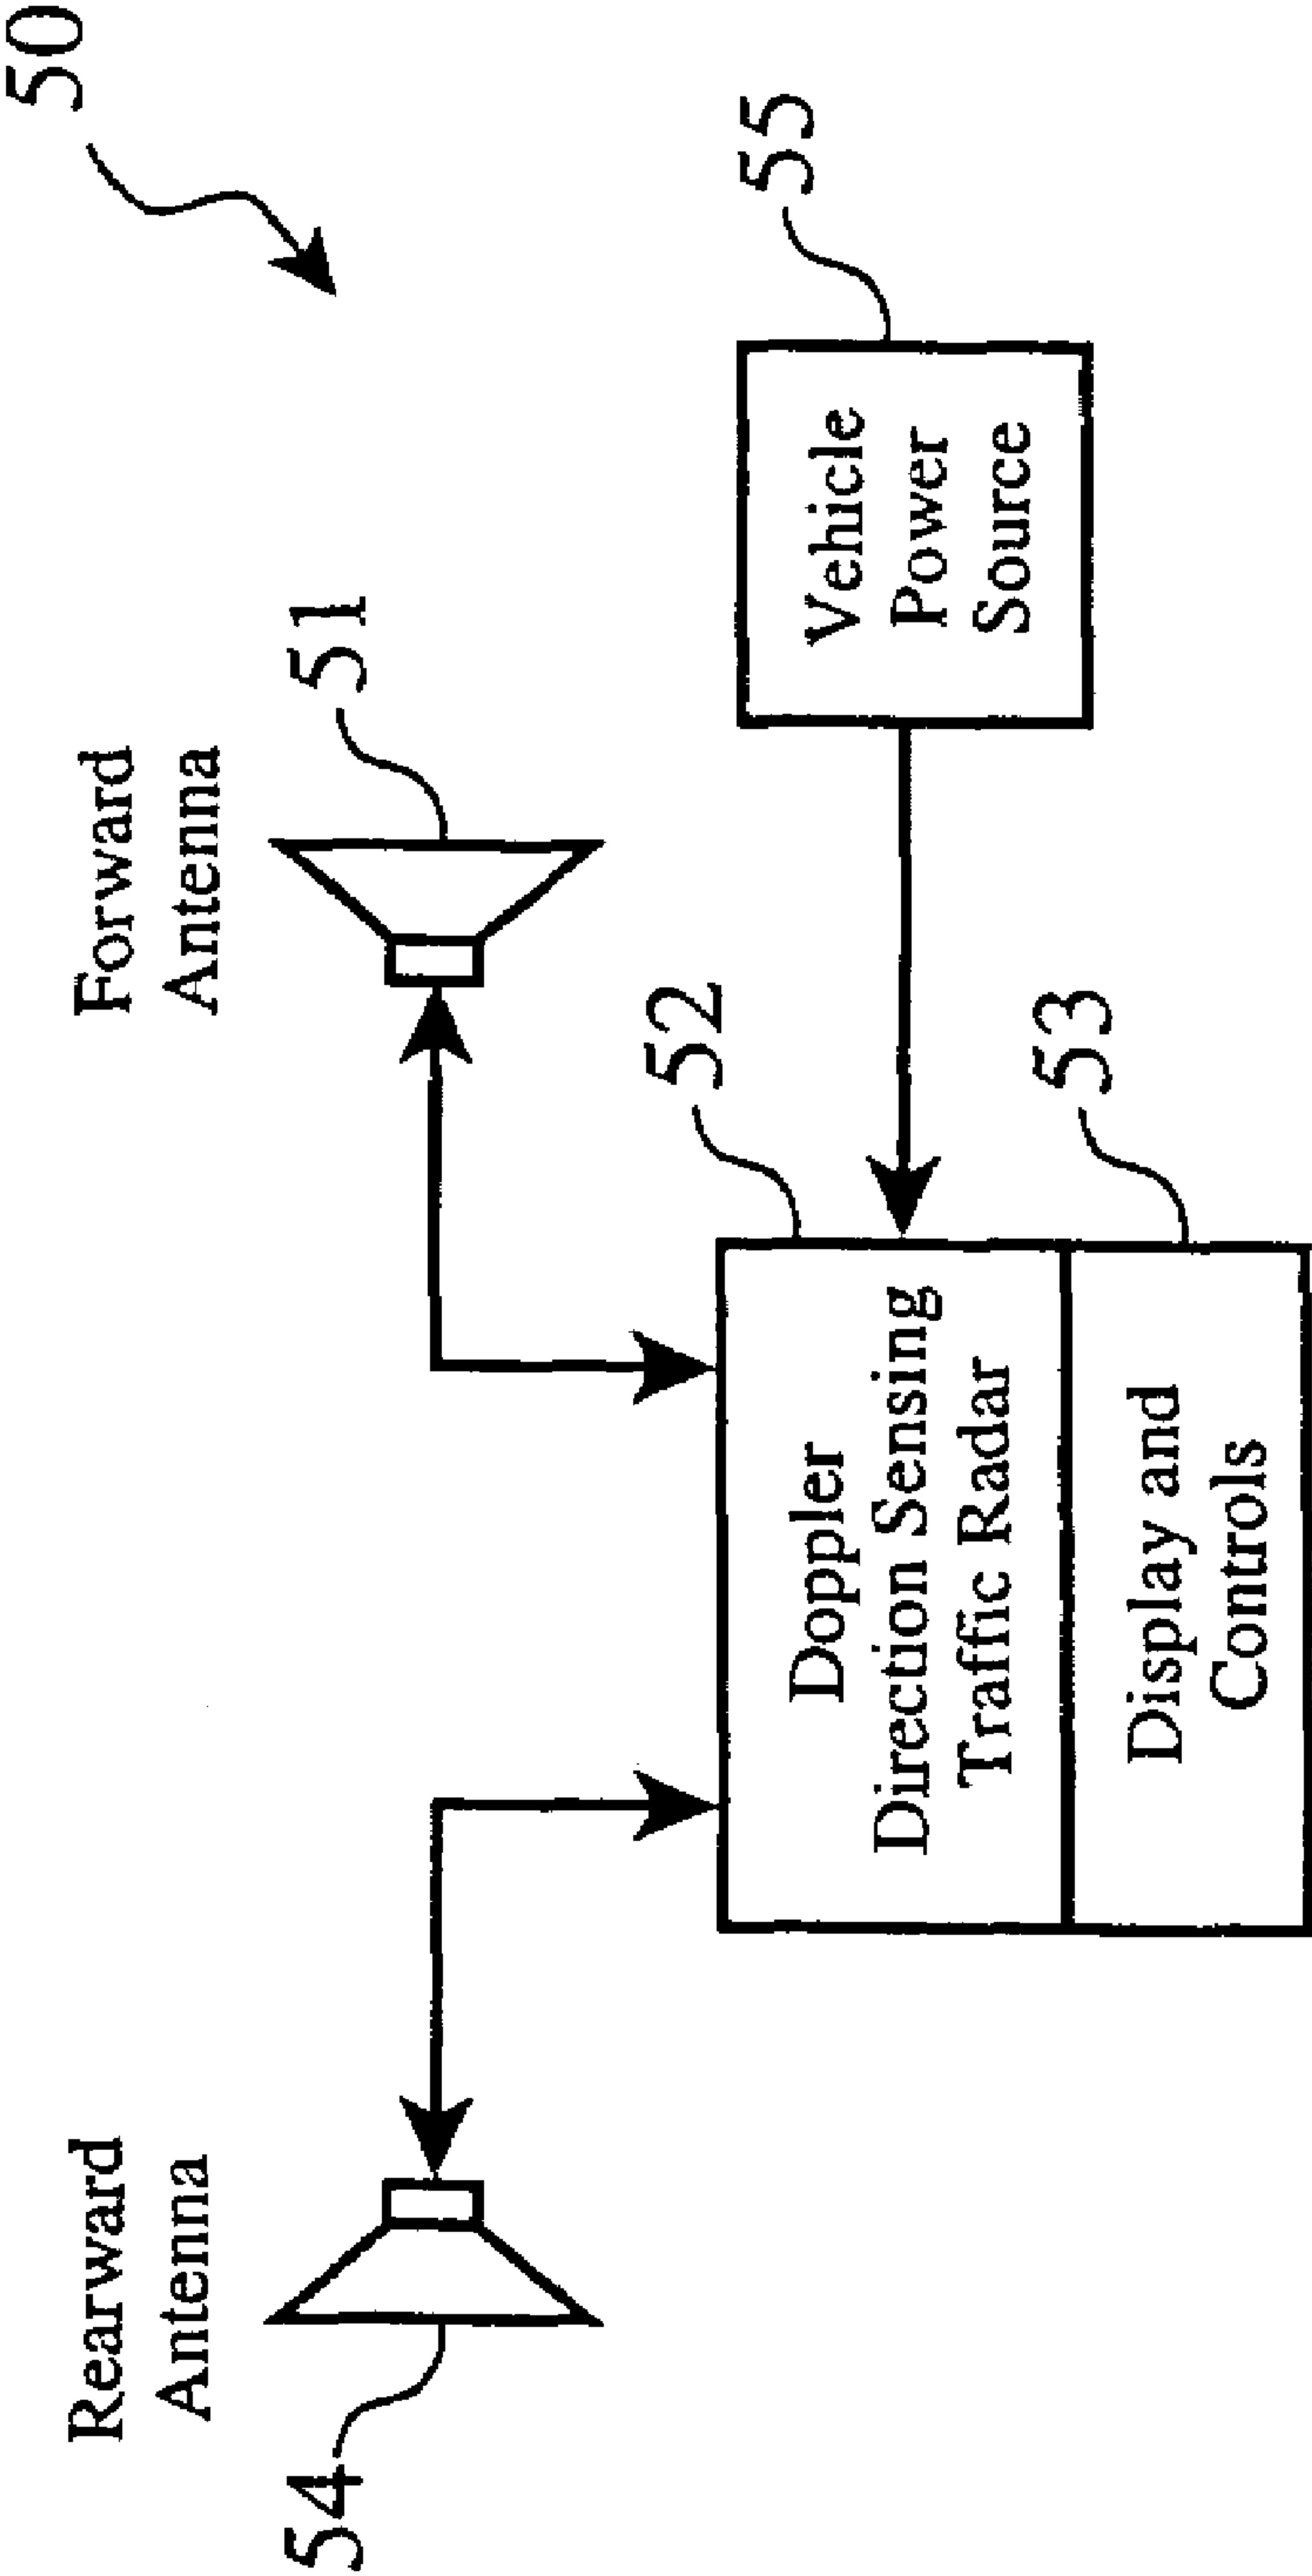 50
Rearward
Antenna
54
Forward
Antenna
51
52
Doppler
Direction Sensing
Traffic Radar
53
Display and
Controls
55
Vehicle
Power
Source